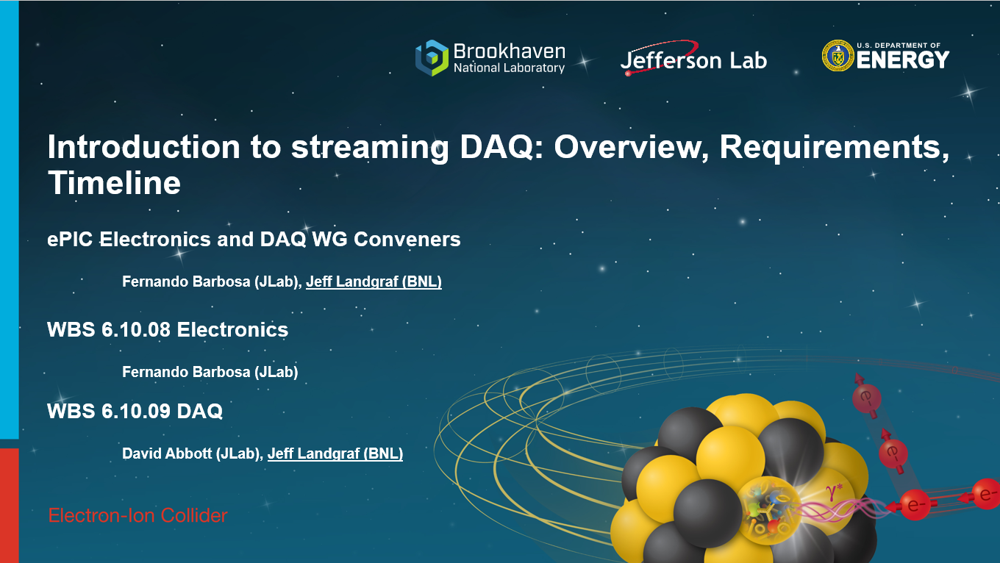 Brookhaven
National Laboratory
Jefferson Lab
U.S. DEPARTMENT OF
ENERGY
Introduction to streaming DAQ: Overview, Requirements,
Timeline
ePIC Electronics and DAQ WG Conveners
Fernando Barbosa (JLab), Jeff Landgraf (BNL)
WBS 6.10.08 Electronics
Fernando Barbosa (JLab)
WBS 6.10.09 DAQ
David Abbott (JLab), Jeff Landgraf (BNL)
Electron-Ion Collider
e-
e-
γ*
e-
e-